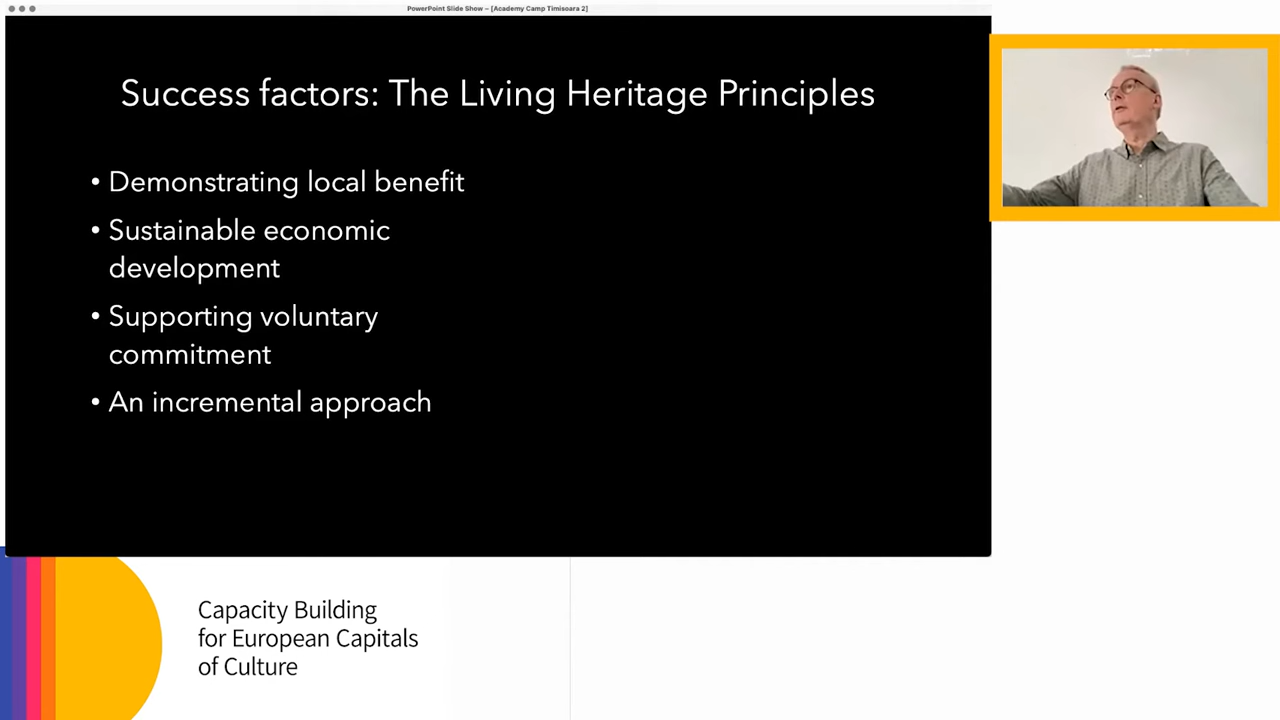 PowerPoint Slide Show – [Academy Camp Timisoara 2]
Success factors: The Living Heritage Principles
• Demonstrating local benefit
• Sustainable economic
development
• Supporting voluntary
commitment
• An incremental approach
Capacity Building
for European Capitals
of Culture